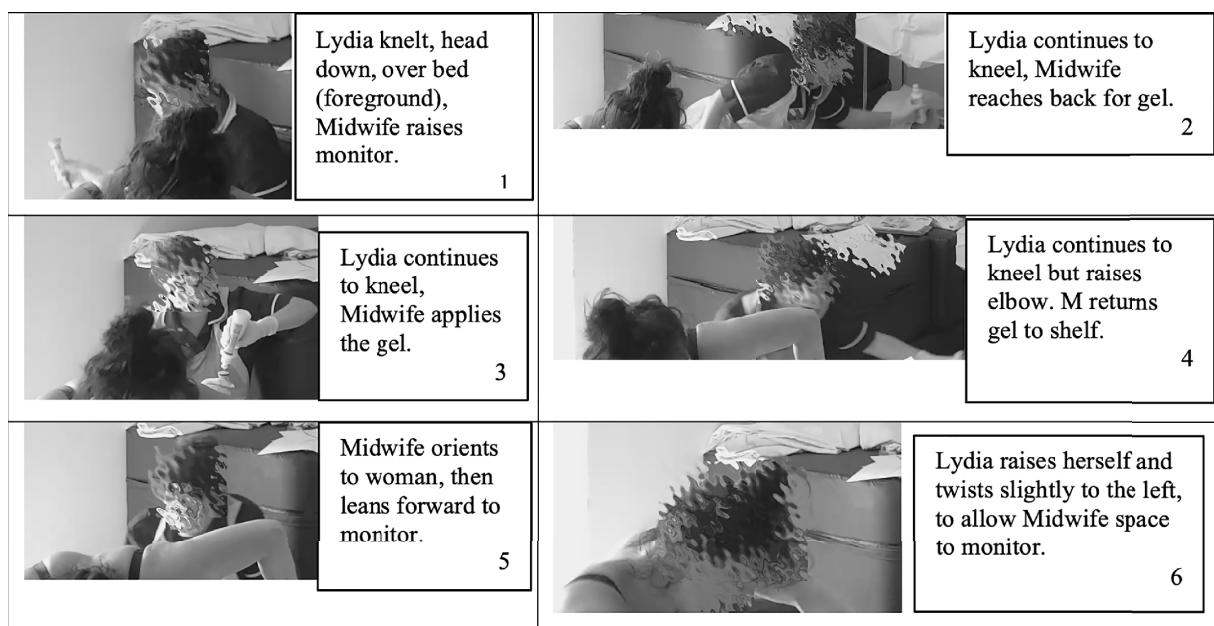 Lydia knelt, head
down, over bed
(foreground),
Midwife raises
monitor.
1
Lydia continues to
kneel, Midwife
reaches back for gel.
2
Lydia continues
to kneel,
Midwife applies
the gel.
3
Lydia continues to
kneel but raises
elbow. M returns
gel to shelf.
4
Midwife orients
to woman, then
leans forward to
monitor.
5
Lydia raises herself and
twists slightly to the left,
to allow Midwife space
to monitor.
6